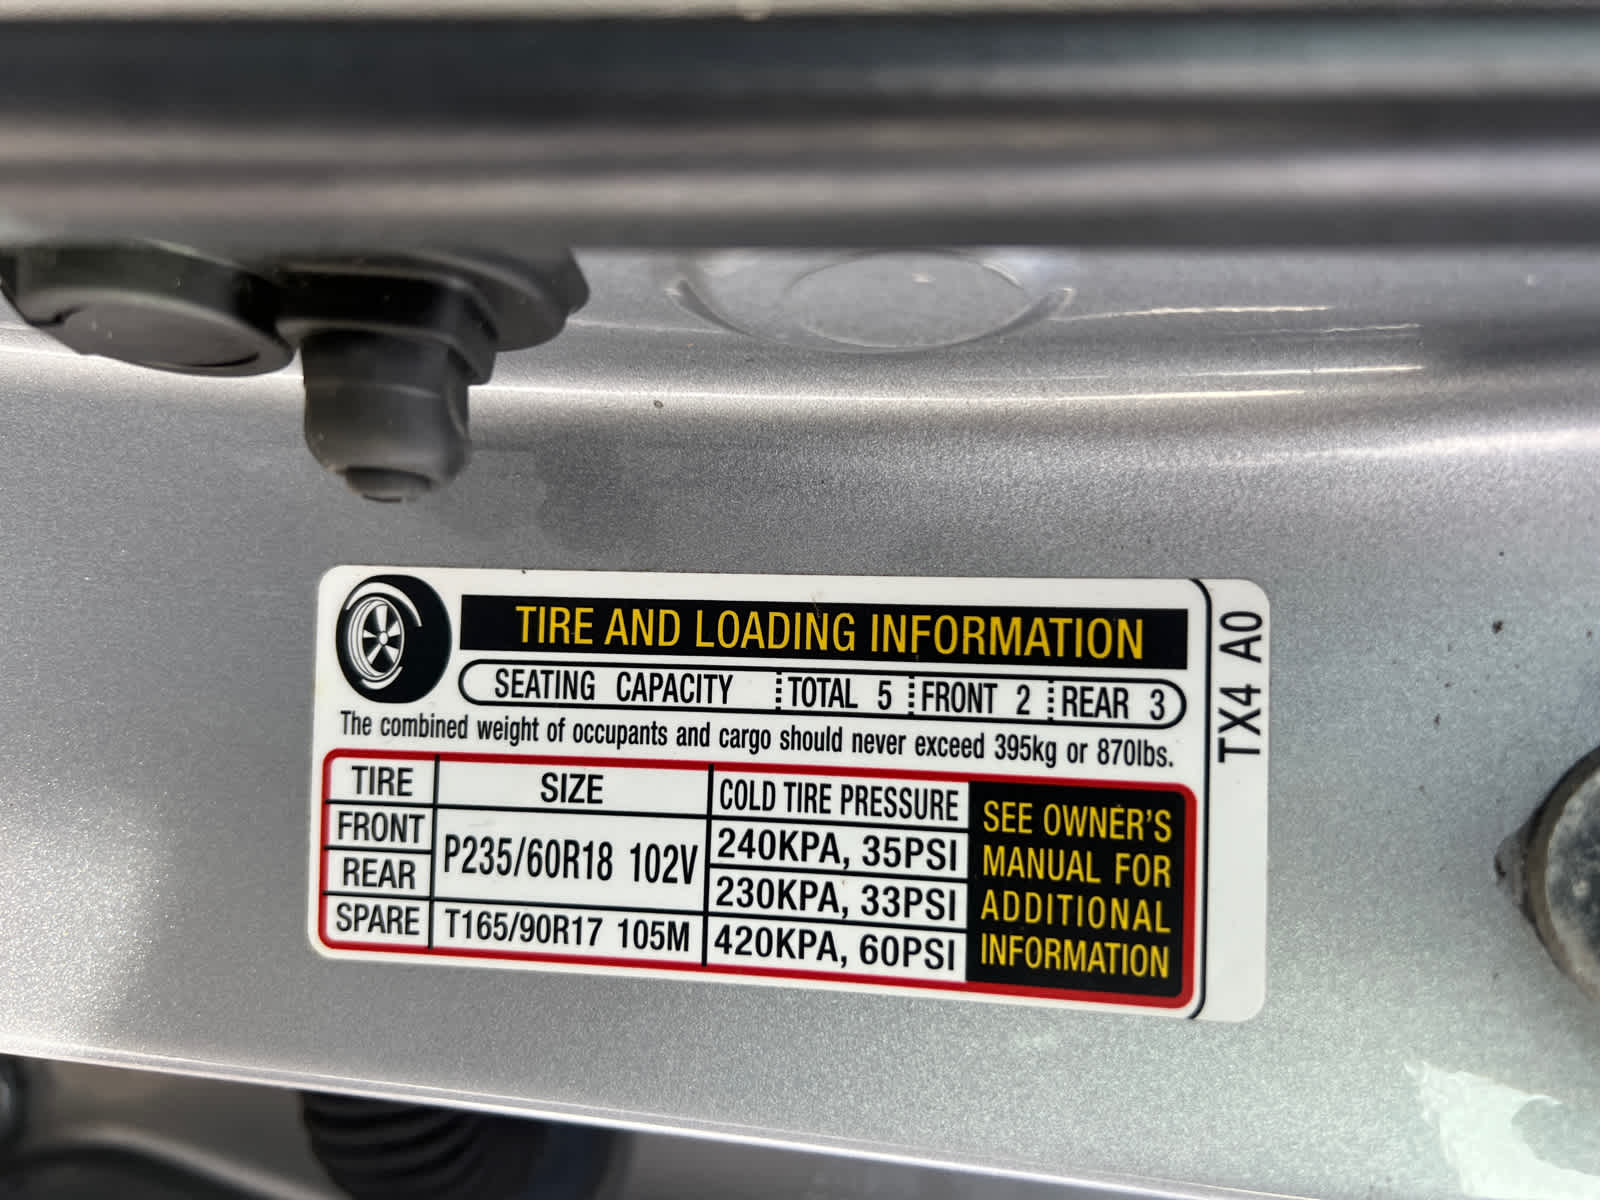 TIRE AND LOADING INFORMATION
SEATING CAPACITY TOTAL 5 FRONT 2 REAR 3
The combined weight of occupants and cargo should never exceed 395kg or 870lbs.
TIRE SIZE COLD TIRE PRESSURE
FRONT P235/60R18 102V 240KPA, 35PSI
REAR 230KPA, 33PSI
SPARE T165/90R17 105M 420KPA, 60PSI
SEE OWNER'S
MANUAL FOR
ADDITIONAL
INFORMATION
TX4 A0